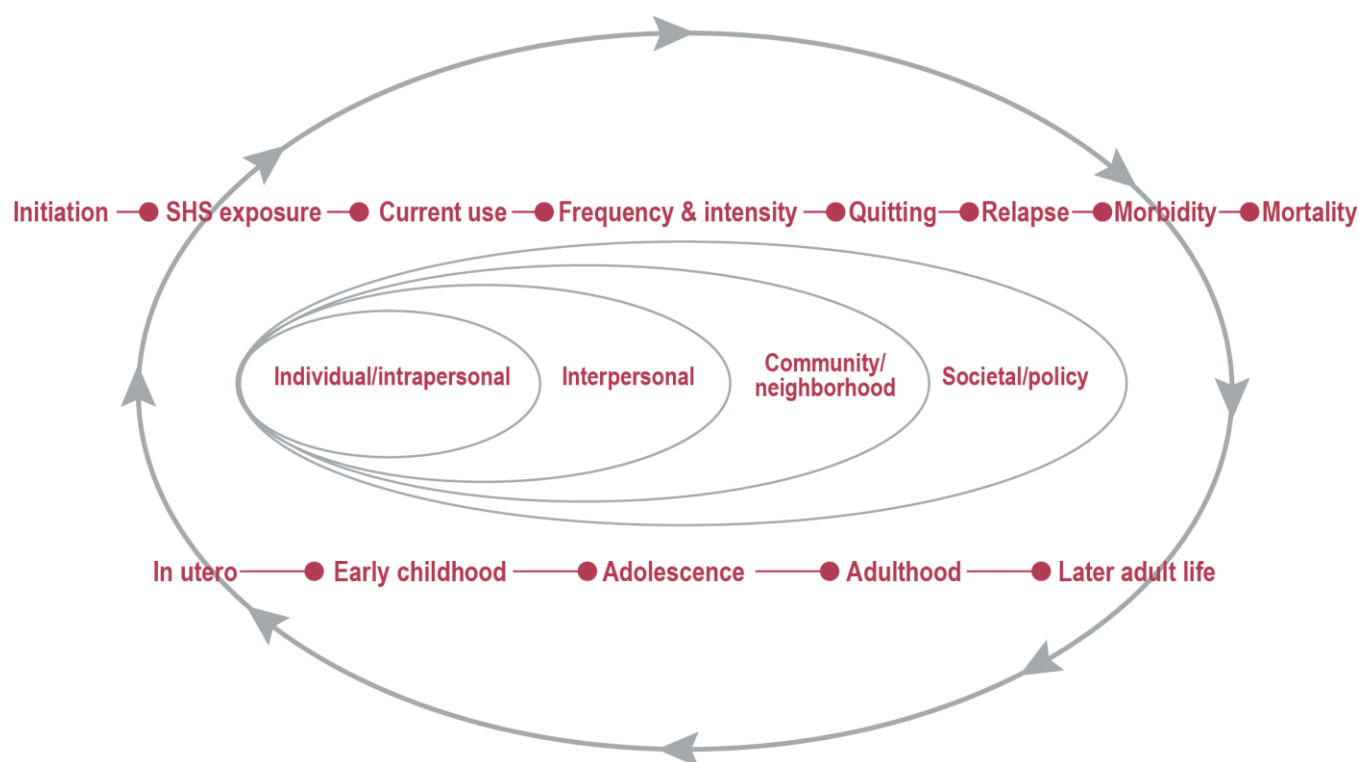 Initiation SHS exposure Current use Frequency & intensity Quitting Relapse Morbidity Mortality
Individual/intrapersonal
Interpersonal
Community/
neighborhood
Societal/policy
In utero Early childhood Adolescence Adulthood Later adult life